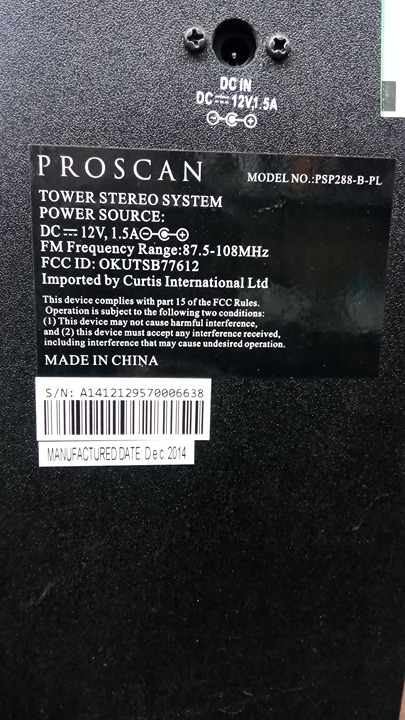 DC IN
DC⎓12V,1.5A
PROSCAN
MODEL NO.:PSP288-B-PL
TOWER STEREO SYSTEM
POWER SOURCE:
DC⎓12V, 1.5A
FM Frequency Range:87.5-108MHz
FCC ID: OKUTSB77612
Imported by Curtis International Ltd
This device complies with part 15 of the FCC Rules.
Operation is subject to the following two conditions:
(1) This device may not cause harmful interference,
and (2) this device must accept any interference received,
including interference that may cause undesired operation.
MADE IN CHINA
S/N: A1412129570006638
MANUFACTURED DATE: Dec. 2014